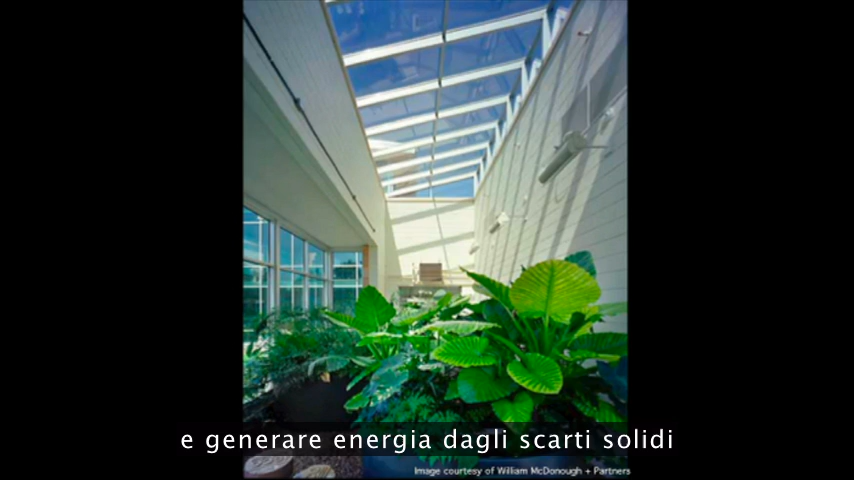 e generare energia dagli scarti solidi
Image courtesy of William McDonough + Partners